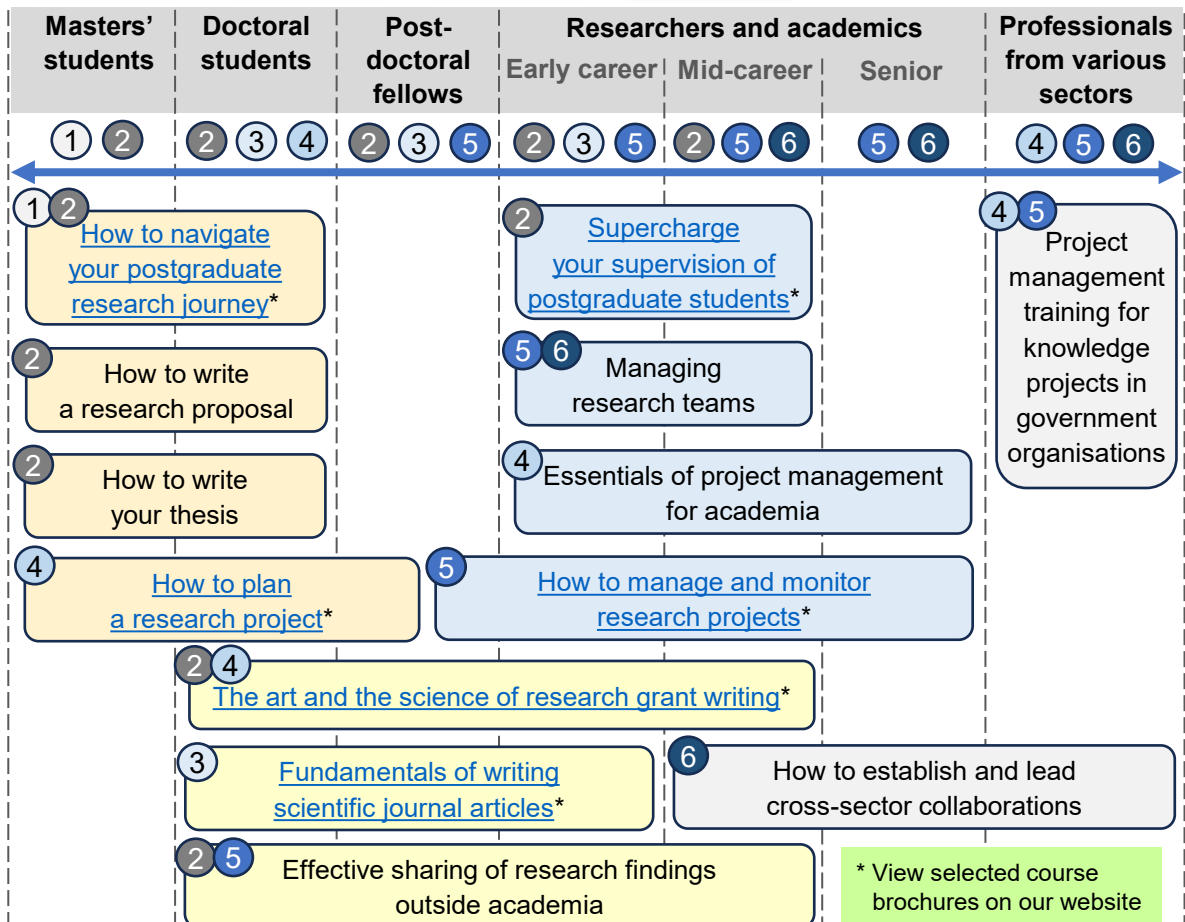 Masters'
students
Doctoral
students
Post-
doctoral
fellows
Researchers and academics
Early career
Mid-career
Senior
Professionals
from various
sectors
1 2
2 3 4
2 3 5
2 3 5
2 5 6
5 6
4 5 6
1 2
How to navigate
your postgraduate
research journey*
2
Supercharge
your supervision of
postgraduate students*
4 5
Project
management
training for
knowledge
projects in
government
organisations
2
How to write
a research proposal
5 6
Managing
research teams
2
How to write
your thesis
4
Essentials of project management
for academia
4
How to plan
a research project*
5
How to manage and monitor
research projects*
2 4
The art and the science of research grant writing*
3
Fundamentals of writing
scientific journal articles*
6
How to establish and lead
cross-sector collaborations
2 5
Effective sharing of research findings
outside academia
* View selected course
brochures on our website